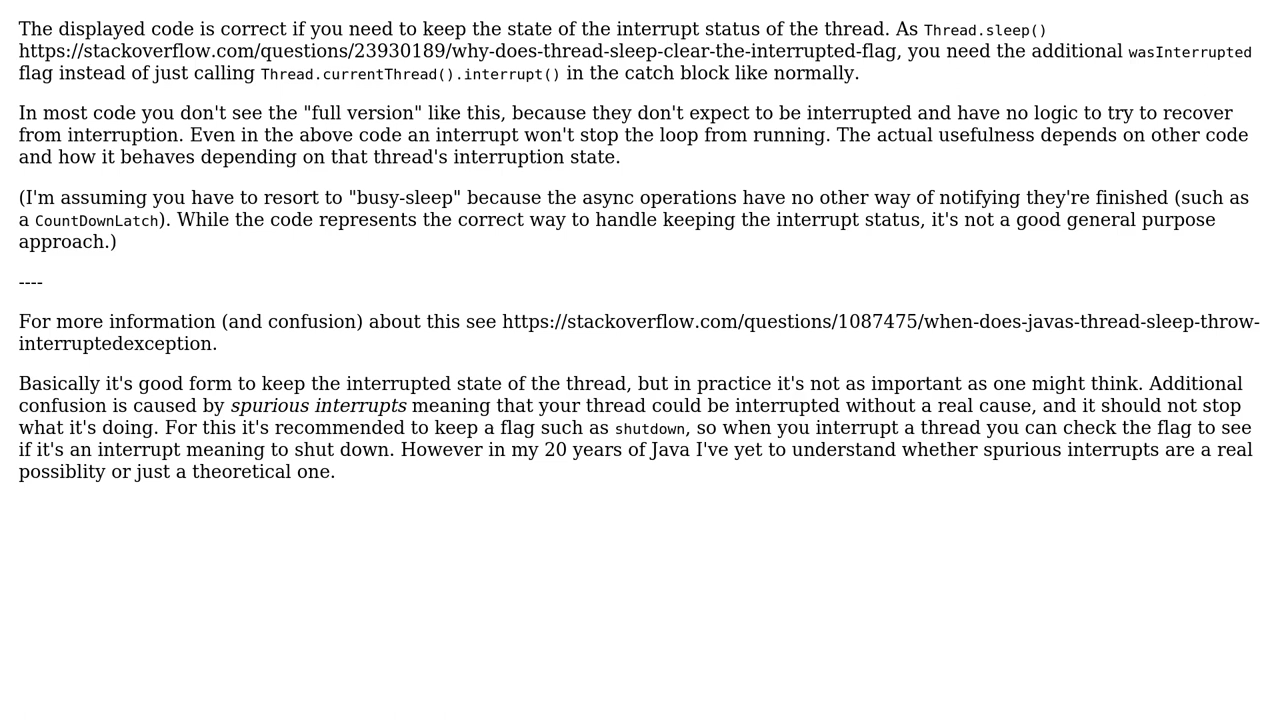 The displayed code is correct if you need to keep the state of the interrupt status of the thread. As Thread.sleep()
https://stackoverflow.com/questions/23930189/why-does-thread-sleep-clear-the-interrupted-flag, you need the additional wasInterrupted
flag instead of just calling Thread.currentThread().interrupt() in the catch block like normally.
In most code you don't see the "full version" like this, because they don't expect to be interrupted and have no logic to try to recover
from interruption. Even in the above code an interrupt won't stop the loop from running. The actual usefulness depends on other code
and how it behaves depending on that thread's interruption state.
(I'm assuming you have to resort to "busy-sleep" because the async operations have no other way of notifying they're finished (such as
a CountDownLatch). While the code represents the correct way to handle keeping the interrupt status, it's not a good general purpose
approach.)
----
For more information (and confusion) about this see https://stackoverflow.com/questions/1087475/when-does-javas-thread-sleep-throw-
interruptedexception.
Basically it's good form to keep the interrupted state of the thread, but in practice it's not as important as one might think. Additional
confusion is caused by spurious interrupts meaning that your thread could be interrupted without a real cause, and it should not stop
what it's doing. For this it's recommended to keep a flag such as shutdown, so when you interrupt a thread you can check the flag to see
if it's an interrupt meaning to shut down. However in my 20 years of Java I've yet to understand whether spurious interrupts are a real
possiblity or just a theoretical one.